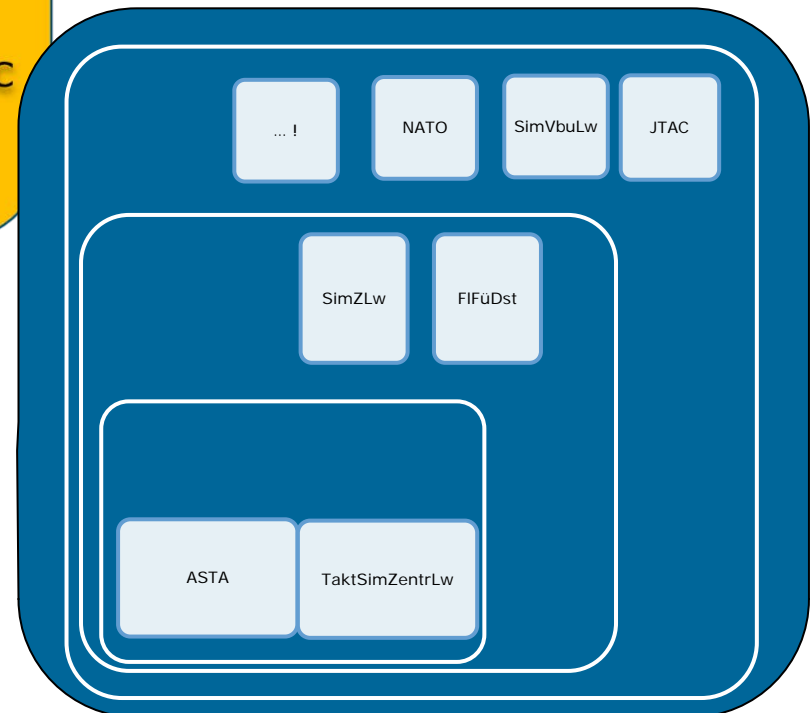 C
... !
NATO
SimVbuLw
JTAC
SimZLw
FlFüDst
ASTA
TaktSimZentrLw